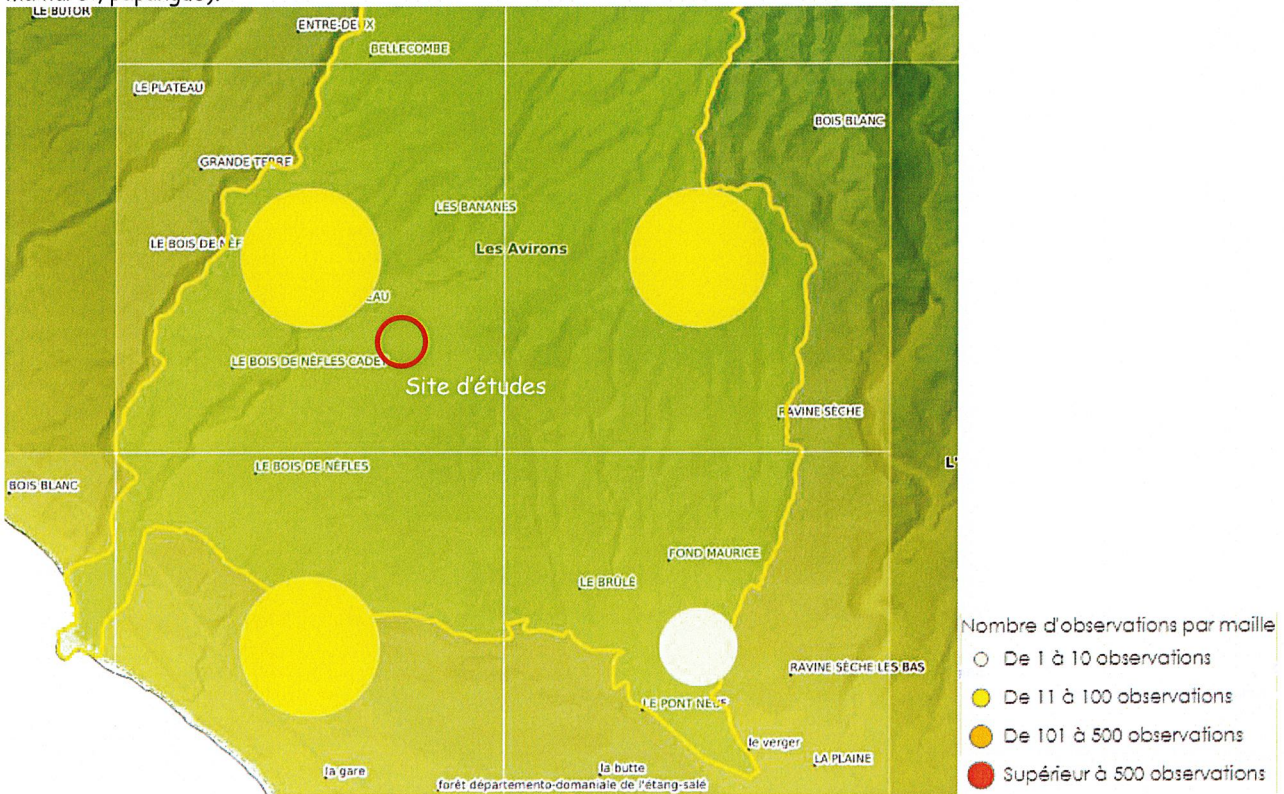 LE BUTOR
ENTRE-DEUX
BELLECOMBE
LE PLATEAU
BOIS BLANC
GRANDE TERRE
LES BANANES
LE BOIS DE NÈF
Les Avirons
EAU
LE BOIS DE NÈFLES CADET
Site d'études
RAVINE SÈCHE
LE BOIS DE NÈFLES
L'
BOIS BLANC
FOND MAURICE
LE BRÛLÉ
Nombre d'observations par maille
De 1 à 10 observations
RAVINE SÈCHE LES BAS
De 11 à 100 observations
LE PONT NEUF
De 101 à 500 observations
le verger
LA PLAINE
la butte
la gare
Supérieur à 500 observations
forêt départemento-domaniale de l'étang-salé